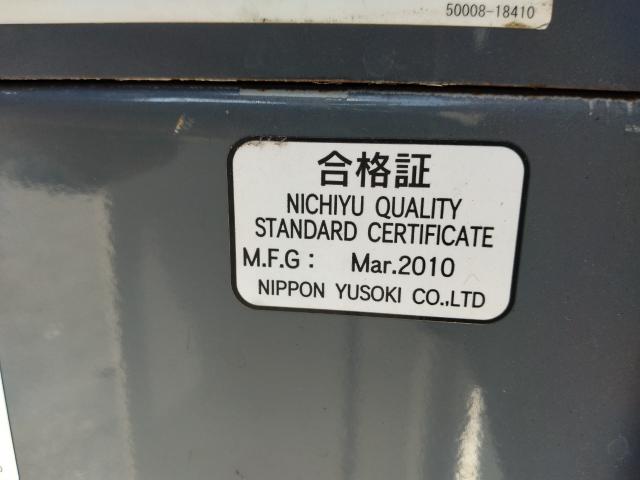 50008-18410
合格証
NICHIYU QUALITY
STANDARD CERTIFICATE
M.F.G : Mar.2010
NIPPON YUSOKI CO.,LTD